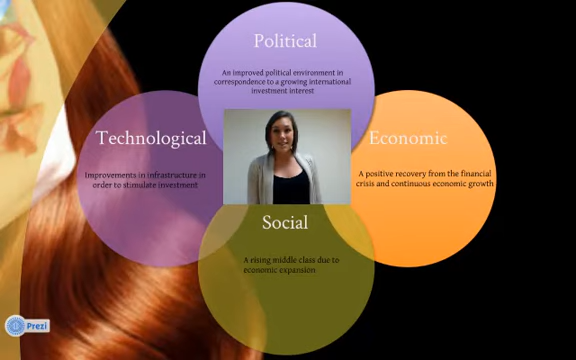 Political
An improved political environment in
correspondence to a growing international
investment interest
Technological
Improvements in infrastructure in
order to stimulate investment
Economic
A positive recovery from the financial
crisis and continuous economic growth
Social
A rising middle class due to
economic expansion
Prezi